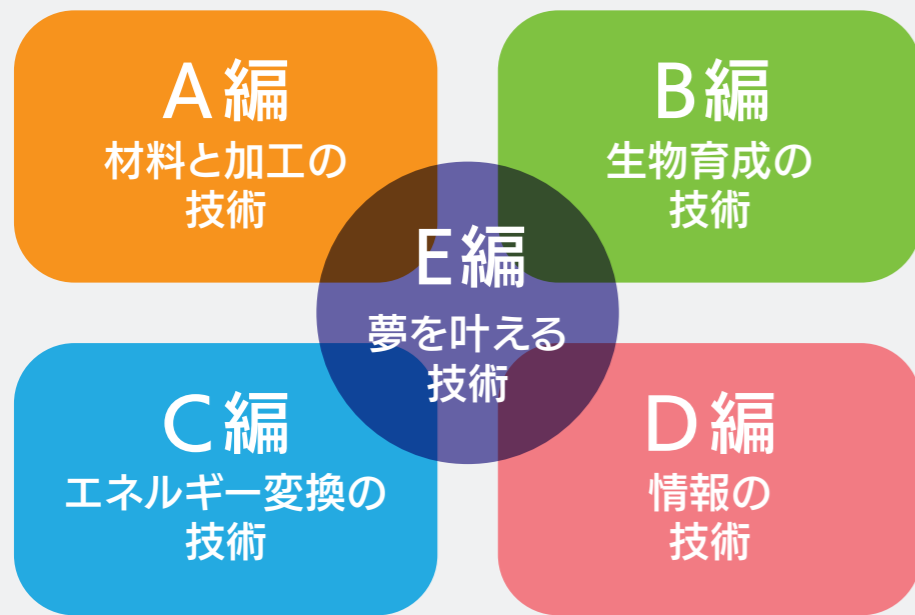 A編
材料と加工の
技術
B編
生物育成の
技術
E編
夢を叶える
技術
C編
エネルギー変換の
技術
D編
情報の
技術